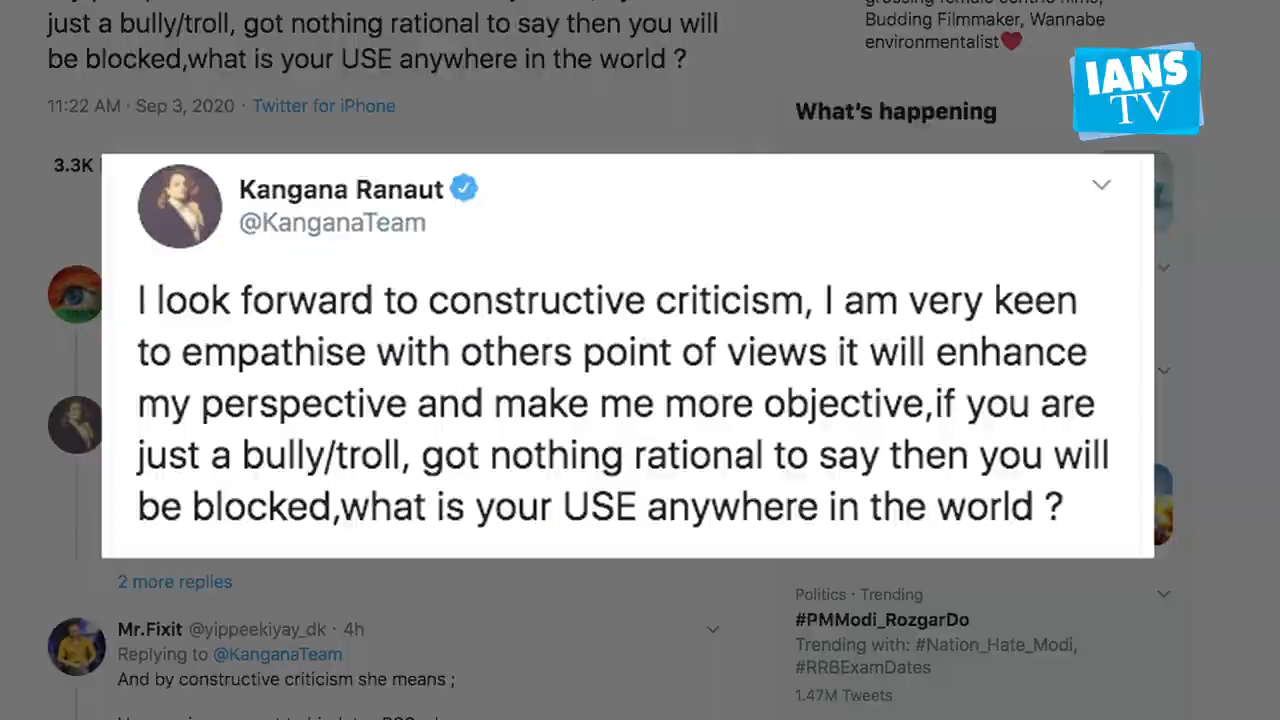 just a bully/troll, got nothing rational to say then you will
be blocked,what is your USE anywhere in the world ?
11:22 AM · Sep 3, 2020 · Twitter for iPhone
3.3K
Budding Filmmaker, Wannabe
environmentalist
IANS
TV
What's happening
Kangana Ranaut
@KanganaTeam
I look forward to constructive criticism, I am very keen
to empathise with others point of views it will enhance
my perspective and make me more objective,if you are
just a bully/troll, got nothing rational to say then you will
be blocked,what is your USE anywhere in the world ?
2 more replies
Mr.Fixit @yippeekiyay_dk · 4h
Replying to @KanganaTeam
And by constructive criticism she means ;
Politics · Trending
#PMModi_RozgarDo
Trending with: #Nation_Hate_Modi,
#RRBExamDates
1.47M Tweets